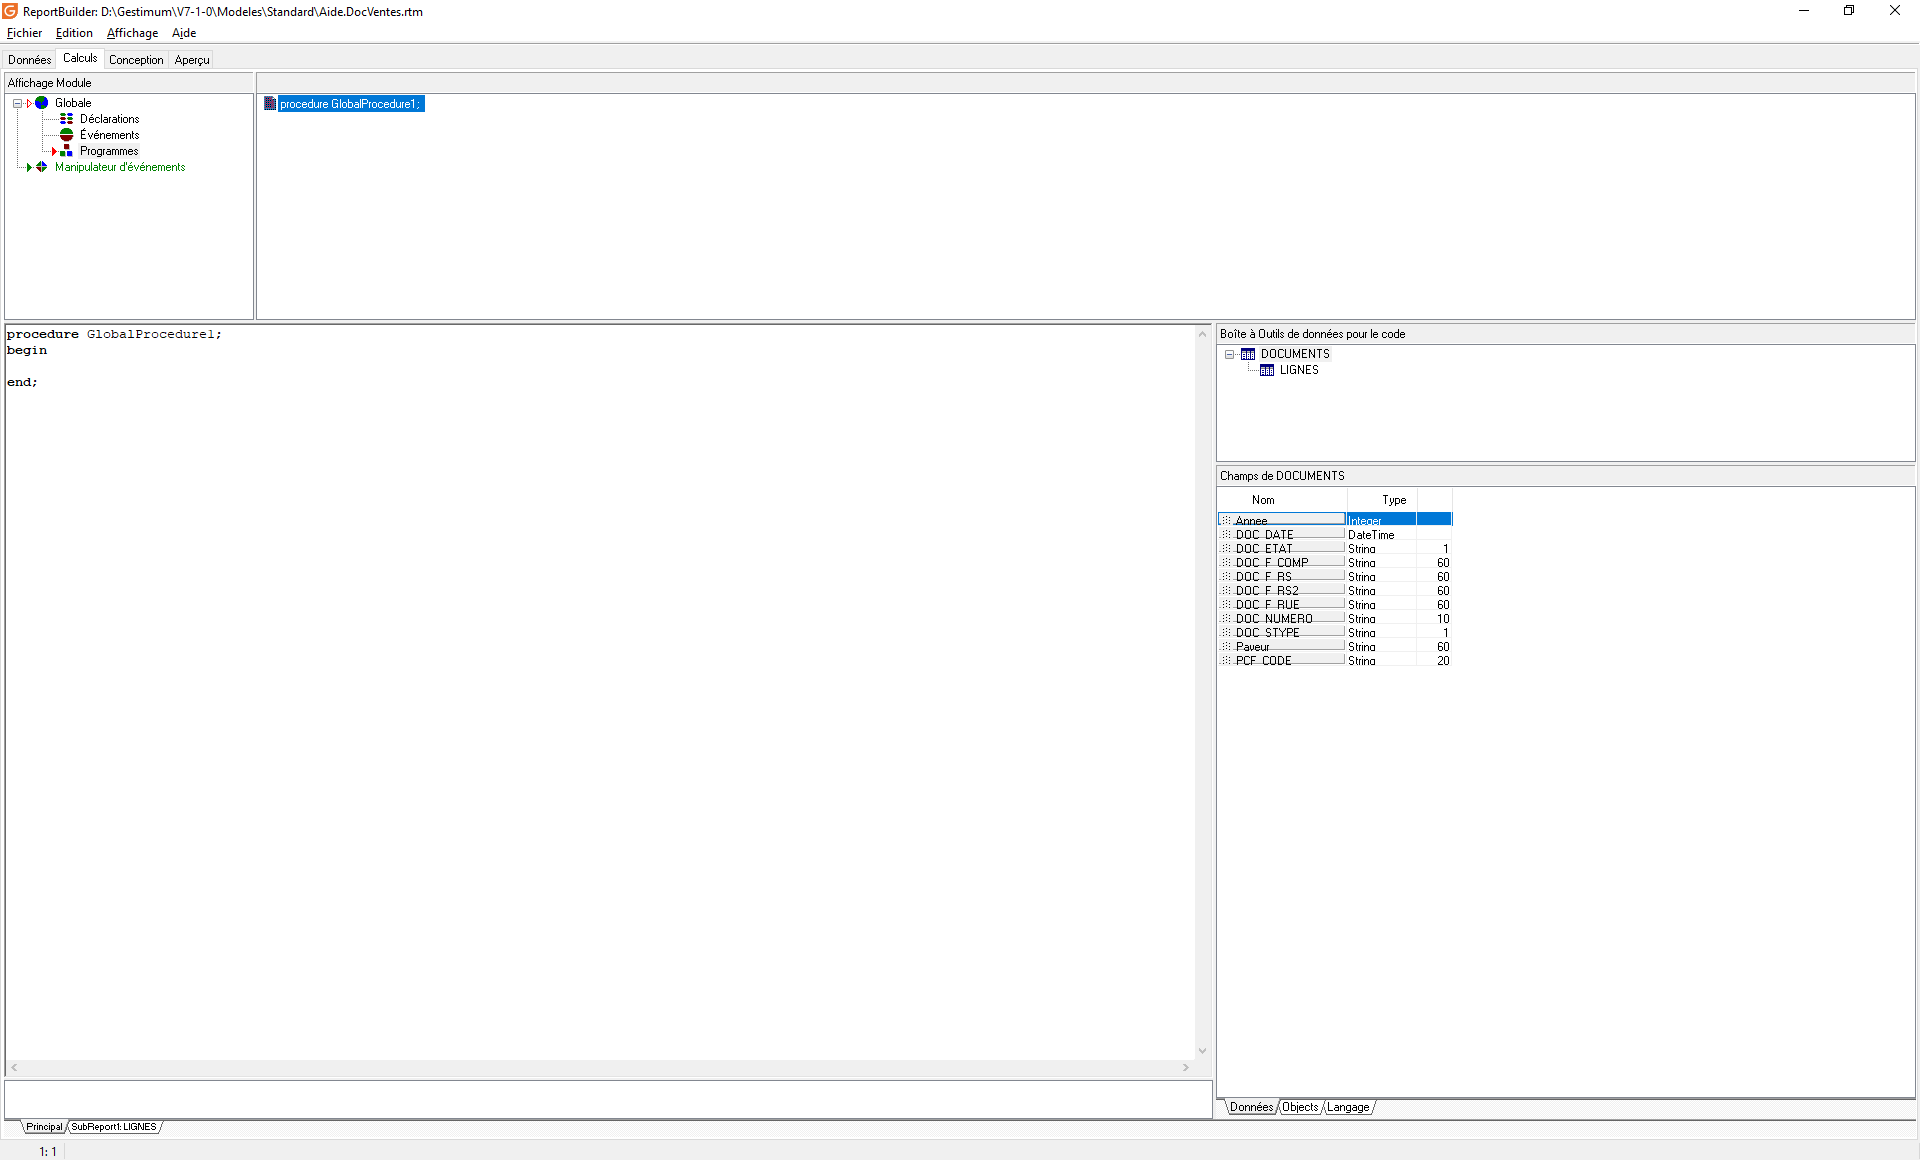 ReportBuilder: D:\Gestimum\V7-1-0\Modeles\Standard\Aide.DocVentes.rtm
Fichier Edition Affichage Aide
Données Calculs Conception Aperçu
Affichage Module
Globale
Déclarations
Événements
Programmes
Manipulateur d'événements
procedure GlobalProcedure1;
procedure GlobalProcedure1;
begin
end;
Boîte à Outils de données pour le code
DOCUMENTS
LIGNES
Champs de DOCUMENTS
Nom Type
Annee Integer
DOC_DATE DateTime
DOC_ETAT String 1
DOC_F_COMP String 60
DOC_F_RS String 60
DOC_F_RS2 String 60
DOC_F_RUE String 60
DOC_NUMERO String 10
DOC_STYPE String 1
Payeur String 60
PCF_CODE String 20
Données Objects Langage
Principal SubReport1: LIGNES
1: 1